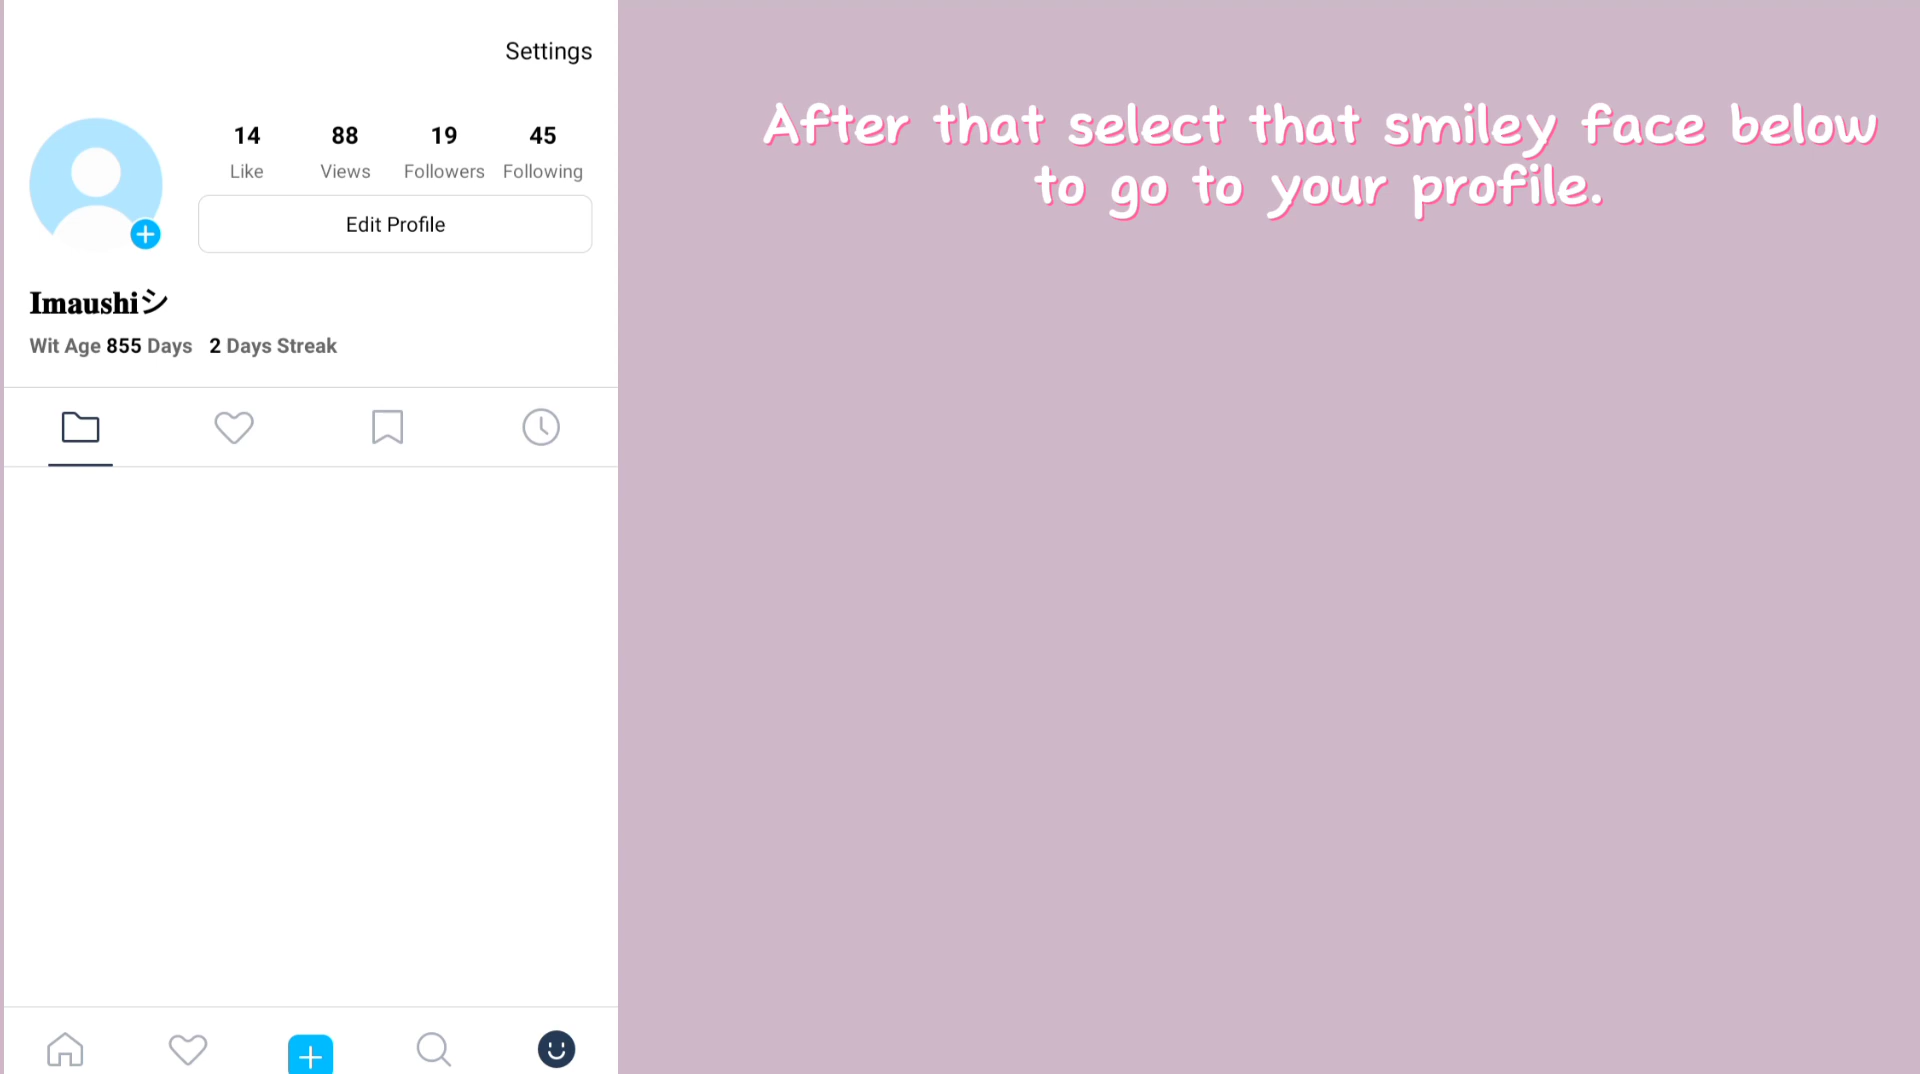 Settings
14 88 19 45
Like Views Followers Following
Edit Profile
Imaushiシ
Wit Age 855 Days 2 Days Streak
After that select that smiley face below
to go to your profile.